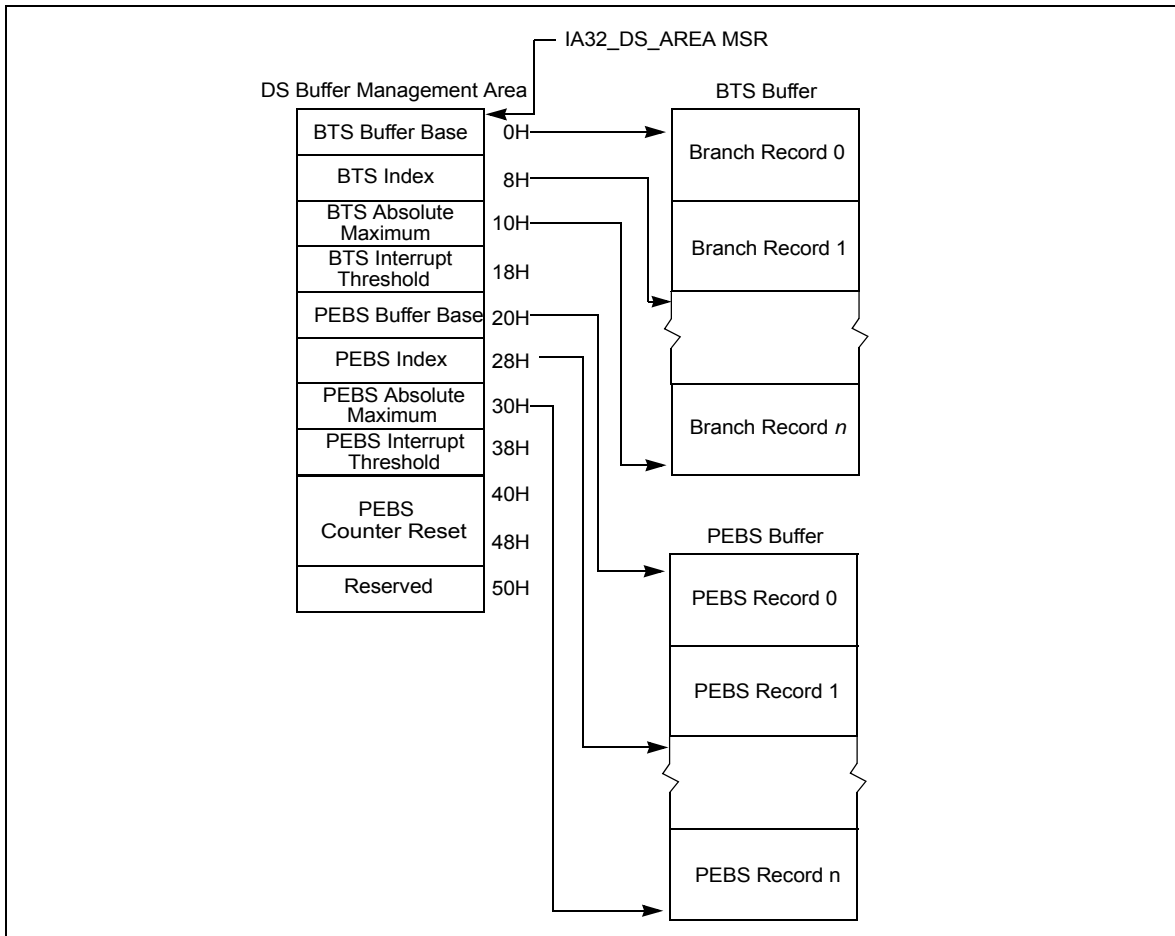 IA32_DS_AREA MSR
DS Buffer Management Area
BTS Buffer Base 0H
BTS Index 8H
BTS Absolute
Maximum 10H
BTS Interrupt
Threshold 18H
PEBS Buffer Base 20H
PEBS Index 28H
PEBS Absolute
Maximum 30H
PEBS Interrupt
Threshold 38H
40H
PEBS
Counter Reset
48H
Reserved 50H
BTS Buffer
Branch Record 0
Branch Record 1
Branch Record n
PEBS Buffer
PEBS Record 0
PEBS Record 1
PEBS Record n